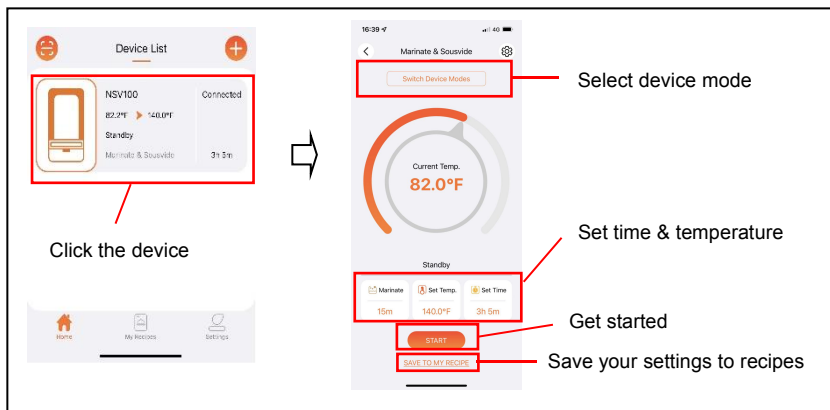 Device List
NSV100
Connected
82.2°F
140.0°F
Standby
Marinate & Sousvide
3h 5m
Click the device
Home
My Recipes
Settings
16:39
4G
Marinate & Sousvide
Switch Device Modes
Select device mode
Current Temp.
82.0°F
Set time & temperature
Standby
Marinate
Set Temp.
Set Time
15m
140.0°F
3h 5m
Get started
START
SAVE TO MY RECIPE
Save your settings to recipes